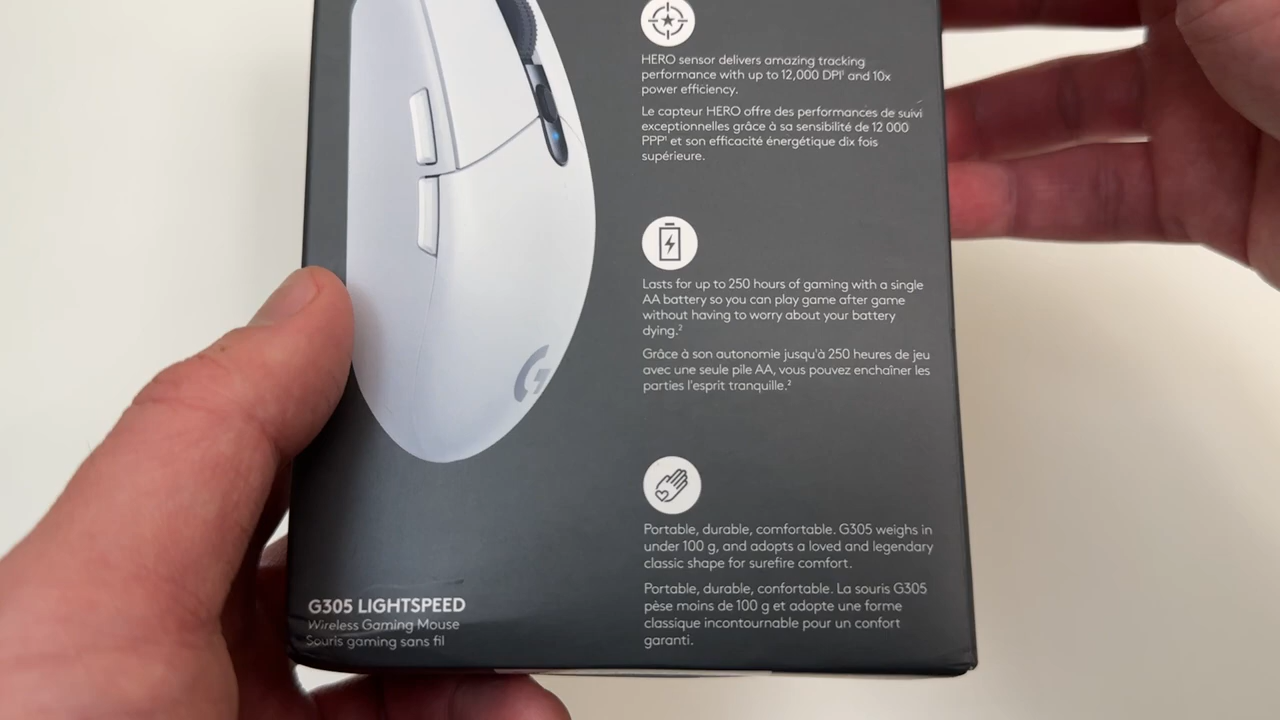 HERO sensor delivers amazing tracking
performance with up to 12,000 DPI¹ and 10x
power efficiency.
Le capteur HERO offre des performances de suivi
exceptionnelles grâce à sa sensibilité de 12 000
PPP¹ et son efficacité énergétique dix fois
supérieure.
Lasts for up to 250 hours of gaming with a single
AA battery so you can play game after game
without having to worry about your battery
dying.²
Grâce à son autonomie jusqu'à 250 heures de jeu
avec une seule pile AA, vous pouvez enchaîner les
parties l'esprit tranquille.²
Portable, durable, comfortable. G305 weighs in
under 100 g, and adopts a loved and legendary
classic shape for surefire comfort.
Portable, durable, confortable. La souris G305
pèse moins de 100 g et adopte une forme
classique incontournable pour un confort
garanti.
G305 LIGHTSPEED
Wireless Gaming Mouse
Souris gaming sans fil